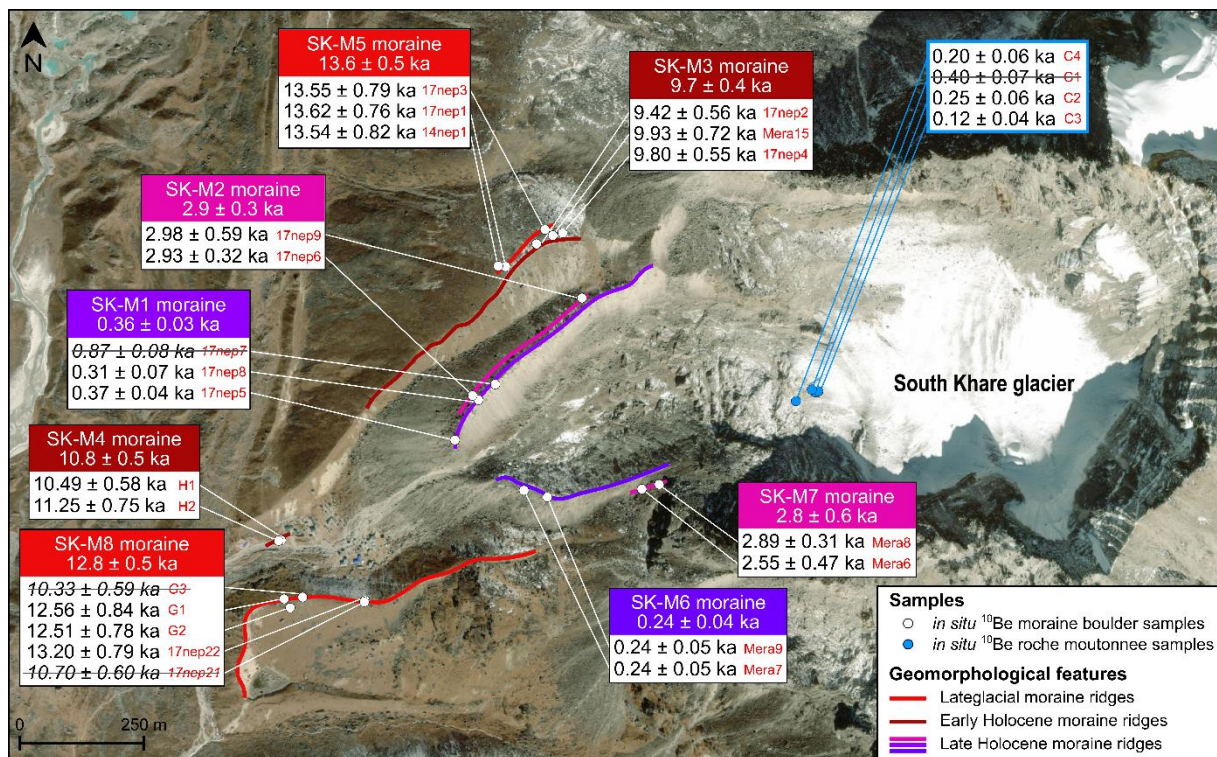 N
SK-M5 moraine
13.6 ± 0.5 ka
13.55 ± 0.79 ka 17nep3
13.62 ± 0.76 ka 17nep1
13.54 ± 0.82 ka 14nep1
SK-M3 moraine
9.7 ± 0.4 ka
9.42 ± 0.56 ka 17nep2
9.93 ± 0.72 ka Mera15
9.80 ± 0.55 ka 17nep4
0.20 ± 0.06 ka C4
0.40 ± 0.07 ka C1
0.25 ± 0.06 ka C2
0.12 ± 0.04 ka C3
SK-M2 moraine
2.9 ± 0.3 ka
2.98 ± 0.59 ka 17nep9
2.93 ± 0.32 ka 17nep6
SK-M1 moraine
0.36 ± 0.03 ka
0.87 ± 0.08 ka 17nep7
0.31 ± 0.07 ka 17nep8
0.37 ± 0.04 ka 17nep5
South Khare glacier
SK-M4 moraine
10.8 ± 0.5 ka
10.49 ± 0.58 ka H1
11.25 ± 0.75 ka H2
SK-M8 moraine
12.8 ± 0.5 ka
10.33 ± 0.59 ka G3
12.56 ± 0.84 ka G1
12.51 ± 0.78 ka G2
13.20 ± 0.79 ka 17nep22
10.70 ± 0.60 ka 17nep21
SK-M7 moraine
2.8 ± 0.6 ka
2.89 ± 0.31 ka Mera8
2.55 ± 0.47 ka Mera6
SK-M6 moraine
0.24 ± 0.04 ka
0.24 ± 0.05 ka Mera9
0.24 ± 0.05 ka Mera7
0 250 m
Samples
in situ ¹⁰Be moraine boulder samples
in situ ¹⁰Be roche moutonnee samples
Geomorphological features
Lateglacial moraine ridges
Early Holocene moraine ridges
Late Holocene moraine ridges